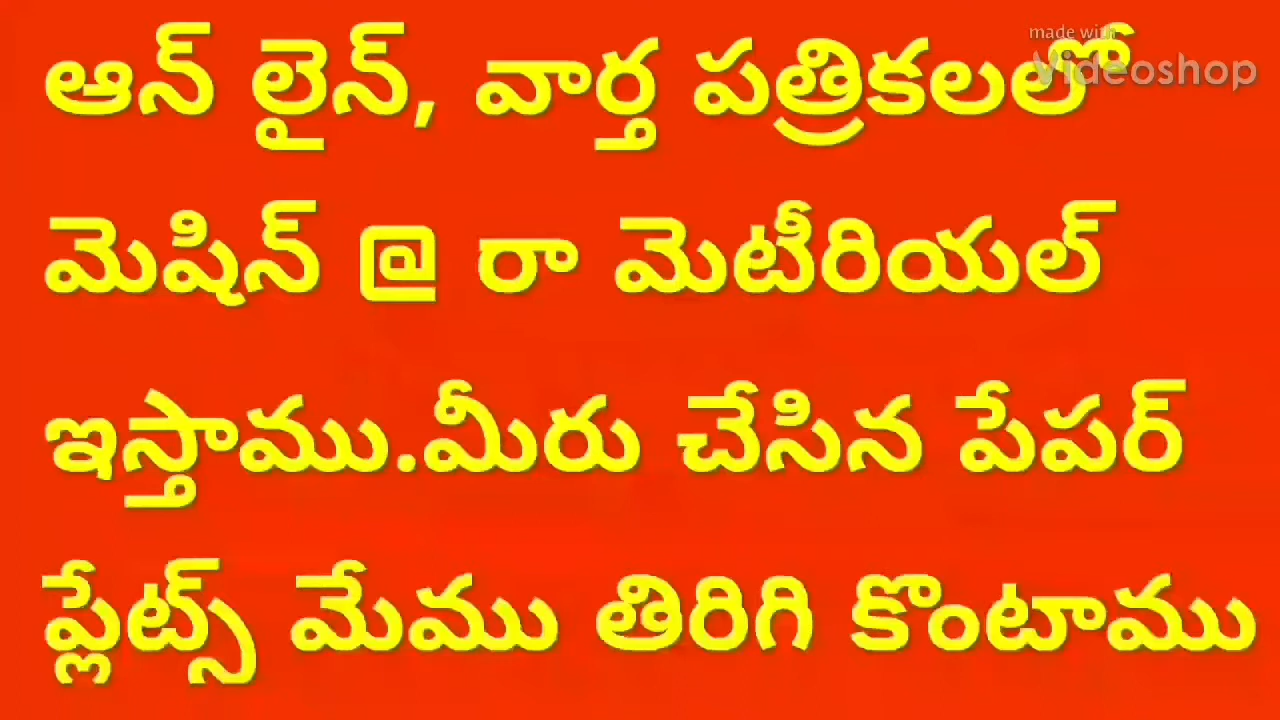 made with
Videoshop
ఆన్ లైన్, వార్త పత్రికలలో
మెషిన్ @ రా మెటీరియల్
ఇస్తాము.మీరు చేసిన పేపర్
ప్లేట్స్ మేము తిరిగి కొంటాము